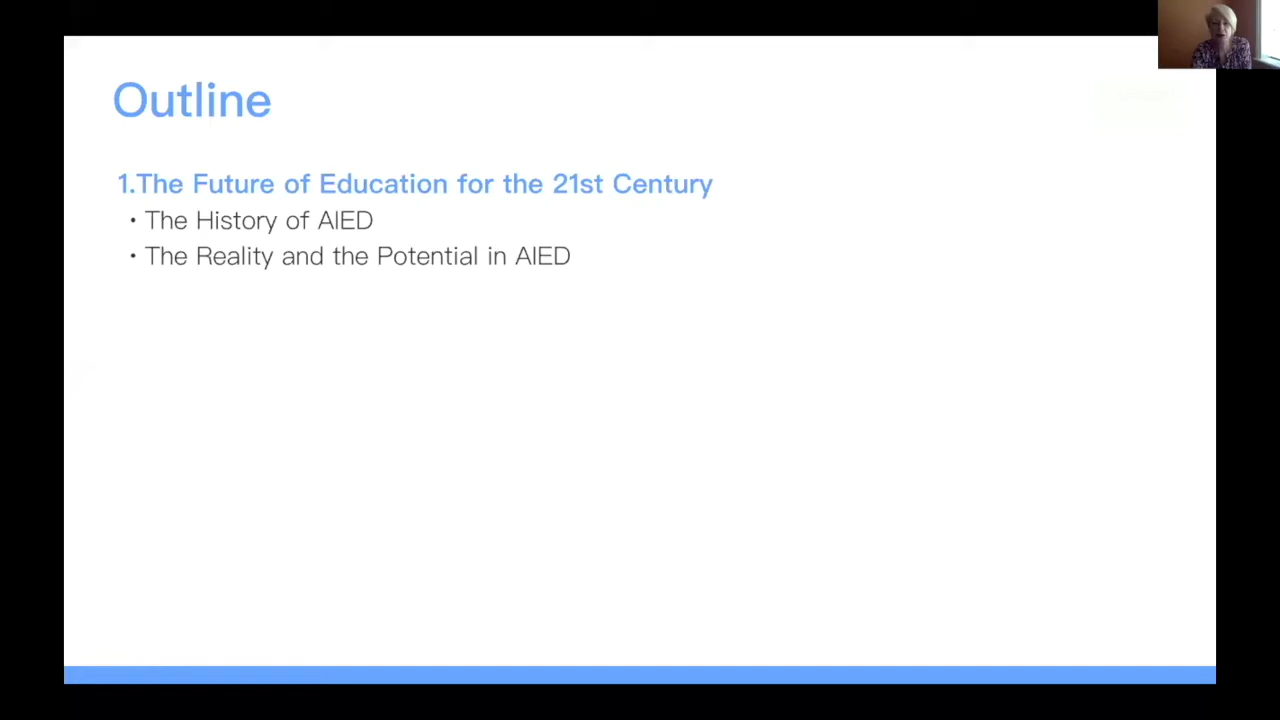 Outline
1.The Future of Education for the 21st Century
• The History of AIED
• The Reality and the Potential in AIED